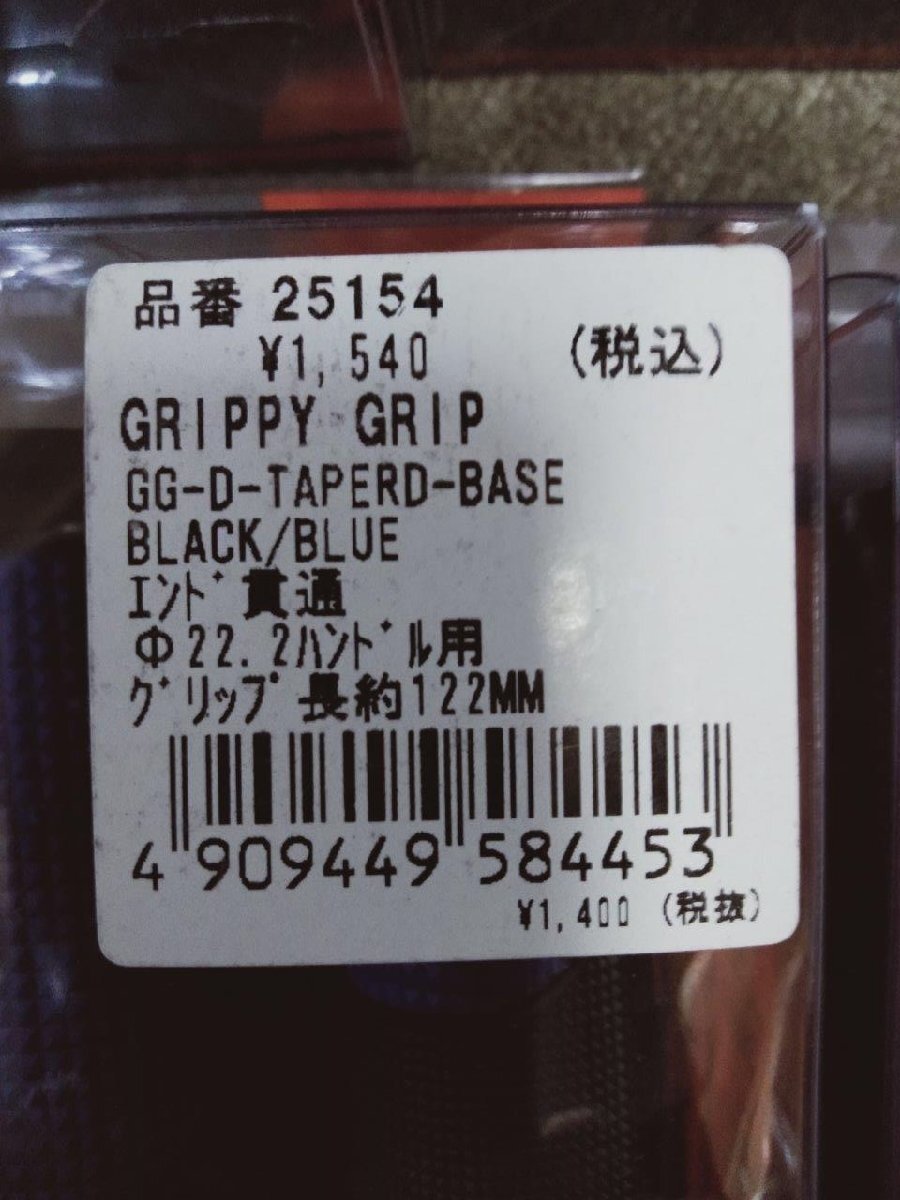 品番 25154
¥1,540 (税込)
GRIPPY GRIP
GG-D-TAPERD-BASE
BLACK/BLUE
ｴﾝﾄﾞ貫通
Φ22.2ﾊﾝﾄﾞﾙ用
ｸﾞﾘｯﾌﾟ長約122MM
4 909449 584453
¥1,400 (税抜)